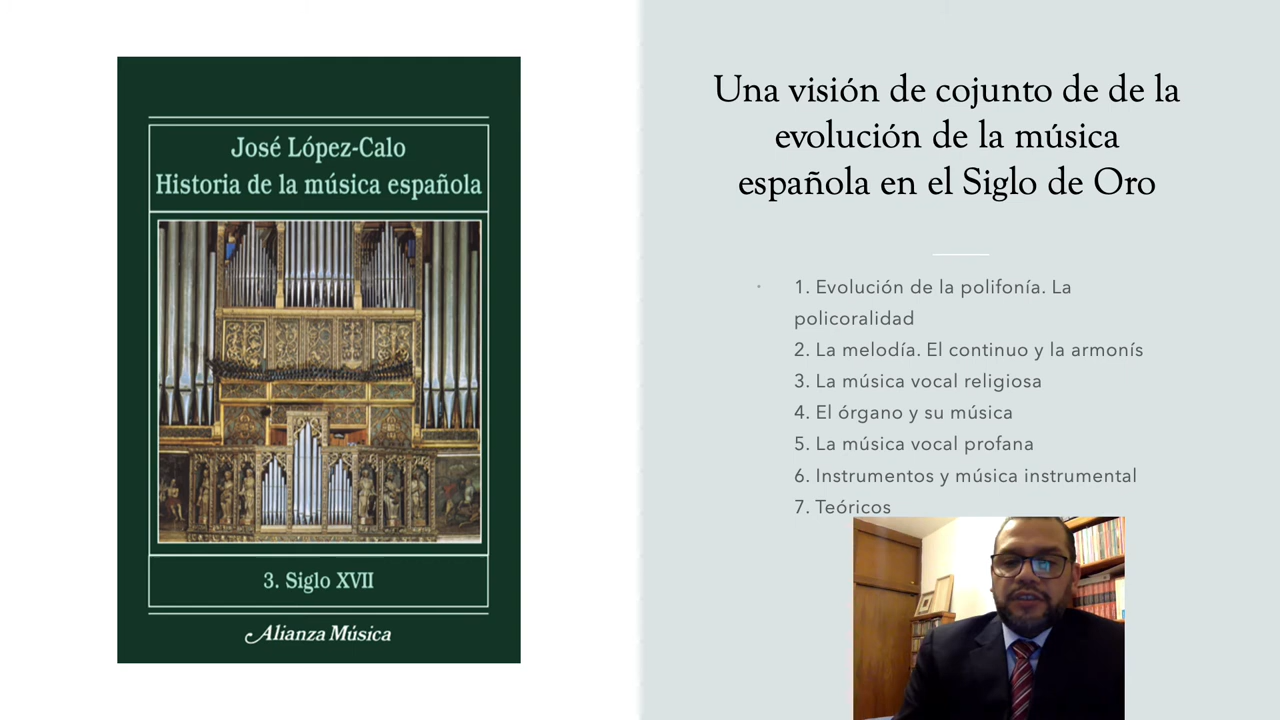 José López-Calo
Historia de la música española
3. Siglo XVII
Alianza Música
Una visión de cojunto de de la
evolución de la música
española en el Siglo de Oro
1. Evolución de la polifonía. La
policoralidad
2. La melodía. El continuo y la armonís
3. La música vocal religiosa
4. El órgano y su música
5. La música vocal profana
6. Instrumentos y música instrumental
7. Teóricos